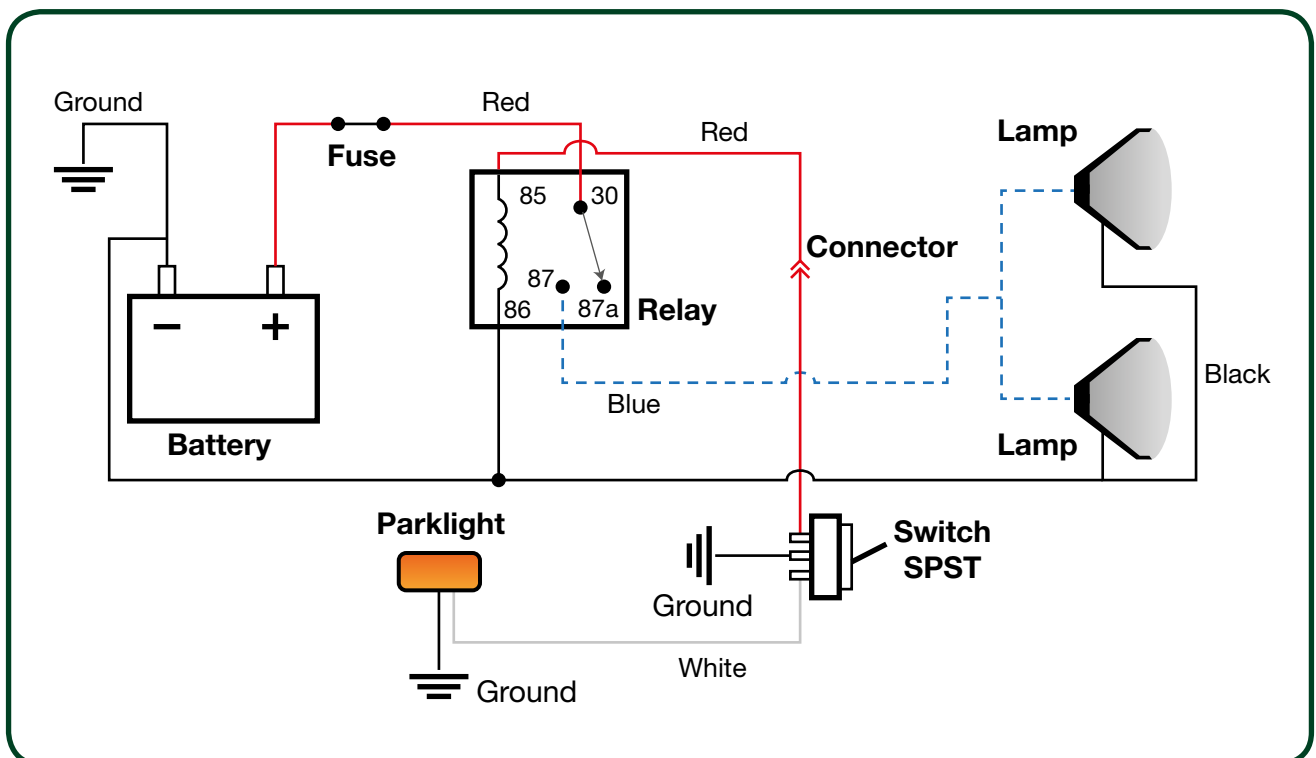 Ground
Red
Fuse
Red
Lamp
85
30
Connector
87
86
87a
Relay
−
+
Black
Blue
Battery
Lamp
Parklight
Switch
SPST
Ground
White
Ground